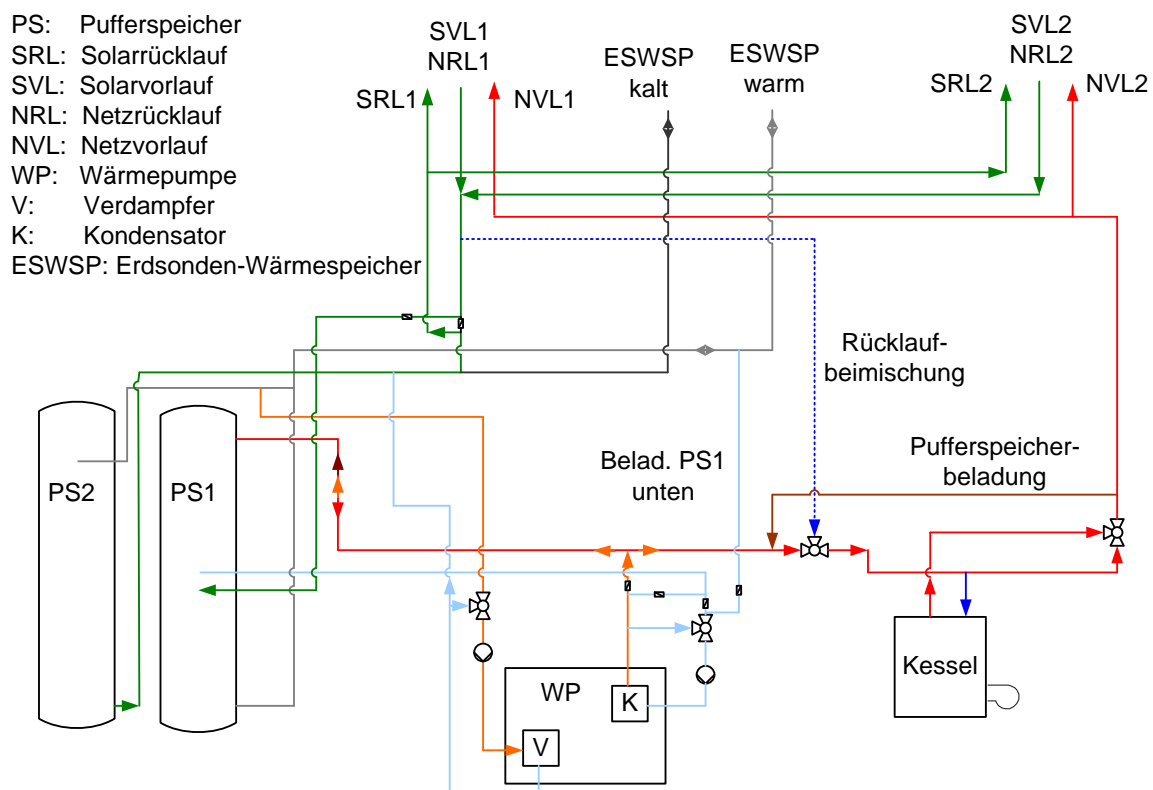 PS: Pufferspeicher
SRL: Solarrücklauf
SVL: Solarvorlauf
NRL: Netzrücklauf
NVL: Netzvorlauf
WP: Wärmepumpe
V: Verdampfer
K: Kondensator
ESWSP: Erdsonden-Wärmespeicher
SVL1
NRL1
SRL1
NVL1
ESWSP
kalt
ESWSP
warm
SVL2
NRL2
SRL2
NVL2
Rücklauf-
beimischung
Pufferspeicher-
beladung
Belad. PS1
unten
PS2
PS1
WP
K
V
Kessel